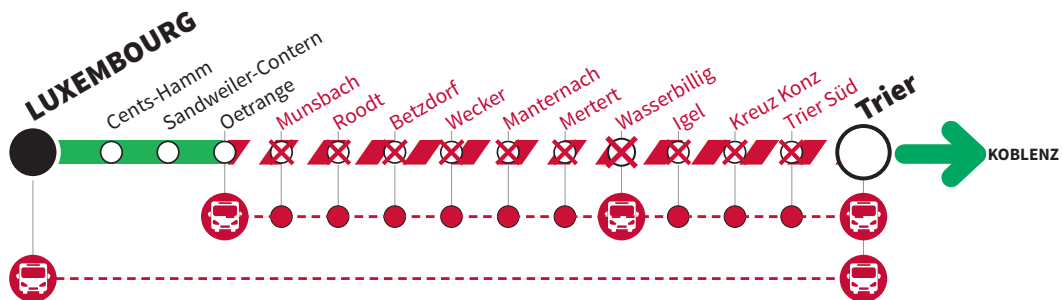 LUXEMBOURG
Cents-Hamm
Sandweiler-Contern
Oetrange
Munsbach
Roodt
Betzdorf
Wecker
Manternach
Mertert
Wasserbillig
Igel
Kreuz Konz
Trier Süd
Trier
KOBLENZ